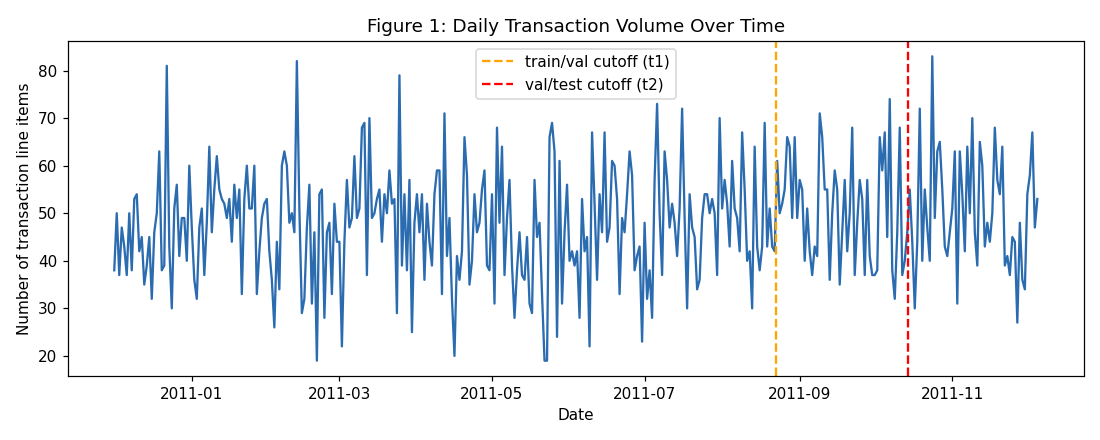 Figure 1: Daily Transaction Volume Over Time
train/val cutoff (t1)
val/test cutoff (t2)
Number of transaction line items
80
70
60
50
40
30
20
2011-01
2011-03
2011-05
2011-07
2011-09
2011-11
Date